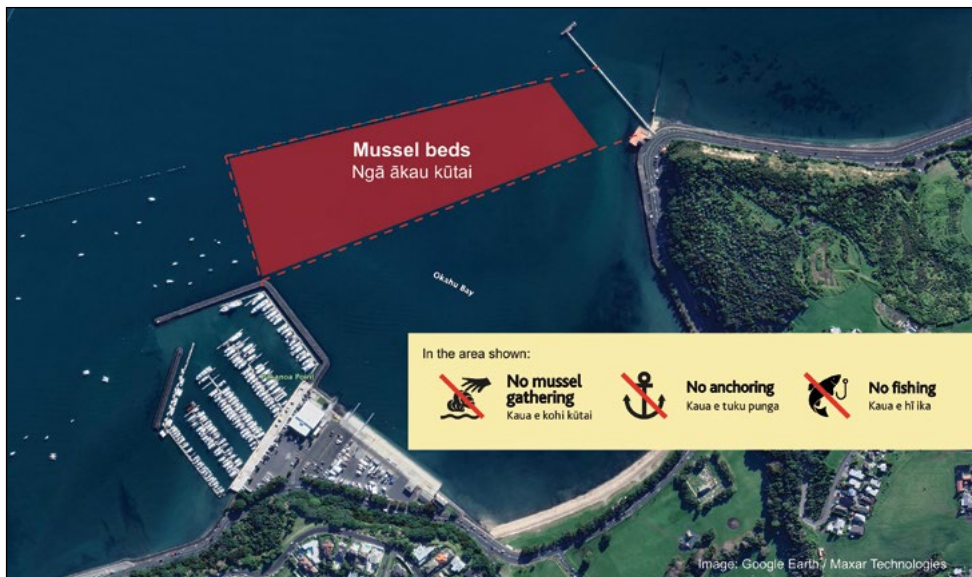 Mussel beds
Ngā ākau kūtai
Okahu Bay
In the area shown:
No mussel
gathering
Kaua e kohi kūtai
No anchoring
Kaua e tuku punga
No fishing
Kaua e hī ika
Image: Google Earth / Maxar Technologies